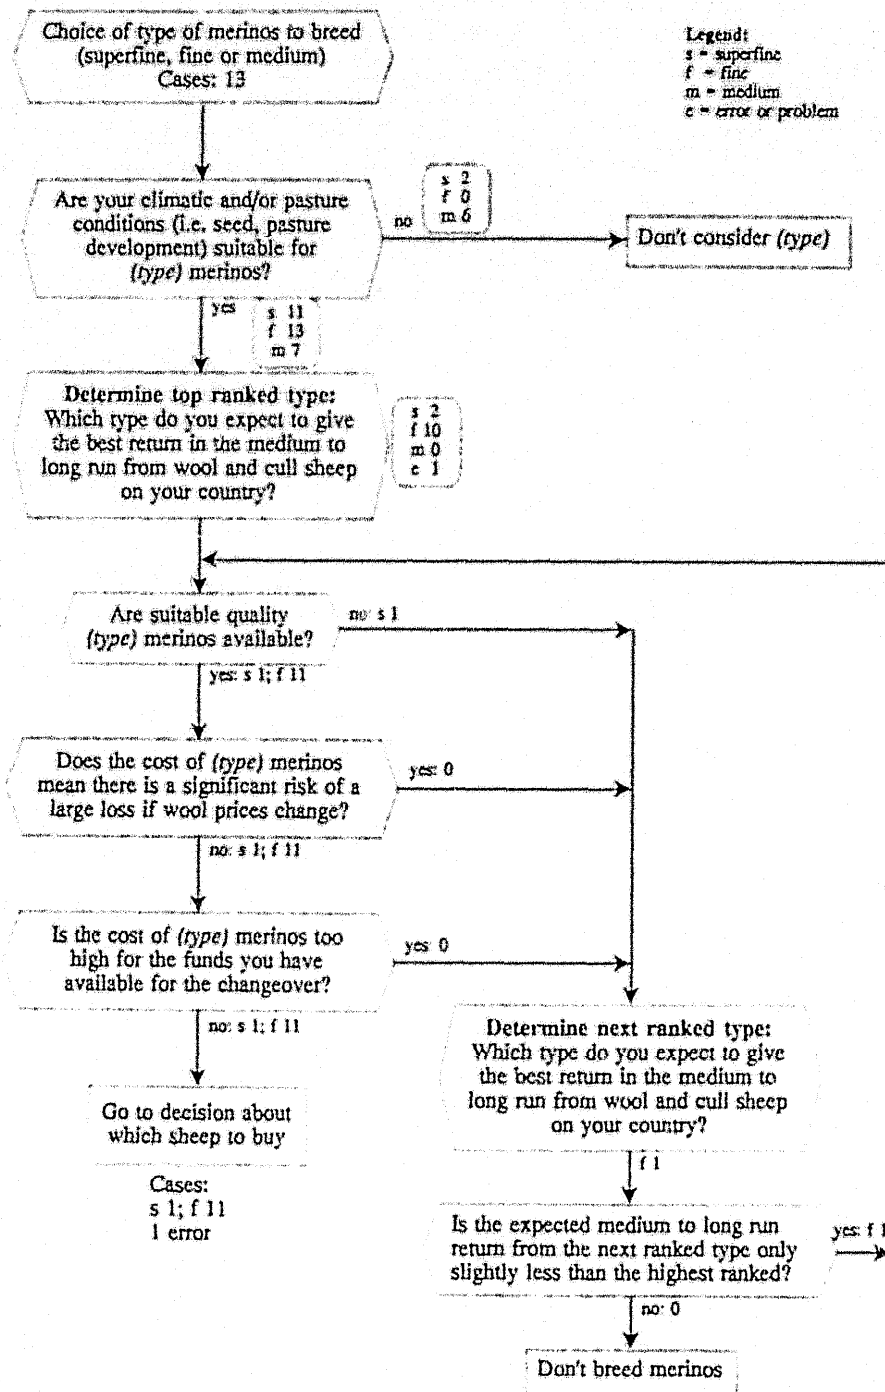 Choice of type of merinos to breed
(superfine, fine or medium)
Cases: 13
Legend:
s = superfine
f = fine
m = medium
e = error or problem
Are your climatic and/or pasture
conditions (i.e. seed, pasture
development) suitable for
(type) merinos?
no
s 2
f 0
m 6
Don't consider (type)
yes
s 11
f 13
m 7
Determine top ranked type:
Which type do you expect to give
the best return in the medium to
long run from wool and cull sheep
on your country?
s 2
f 10
m 0
e 1
Are suitable quality
(type) merinos available?
no: s 1
yes: s 1; f 11
Does the cost of (type) merinos
mean there is a significant risk of a
large loss if wool prices change?
yes: 0
no: s 1; f 11
Is the cost of (type) merinos too
high for the funds you have
available for the changeover?
yes: 0
no: s 1; f 11
Go to decision about
which sheep to buy
Cases:
s 1; f 11
1 error
Determine next ranked type:
Which type do you expect to give
the best return in the medium to
long run from wool and cull sheep
on your country?
f 1
Is the expected medium to long run
return from the next ranked type only
slightly less than the highest ranked?
yes: f 1
no: 0
Don't breed merinos